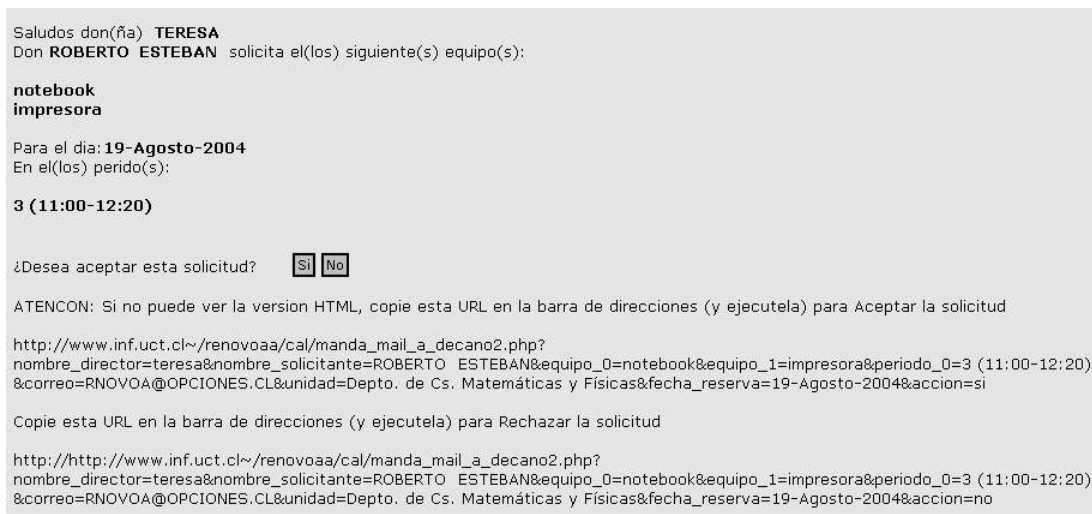 Saludos don(ña) TERESA
Don ROBERTO ESTEBAN solicita el(los) siguiente(s) equipo(s):
notebook
impresora
Para el dia: 19-Agosto-2004
En el(los) perido(s):
3 (11:00-12:20)
¿Desea aceptar esta solicitud? Si No
ATENCON: Si no puede ver la version HTML, copie esta URL en la barra de direcciones (y ejecutela) para Aceptar la solicitud
http://www.inf.uct.cl~/renovoaa/cal/manda_mail_a_decano2.php?
nombre_director=teresa&nombre_solicitante=ROBERTO ESTEBAN&equipo_0=notebook&equipo_1=impresora&periodo_0=3 (11:00-12:20)
&correo=RNOVOA@OPCIONES.CL&unidad=Depto. de Cs. Matemáticas y Físicas&fecha_reserva=19-Agosto-2004&accion=si
Copie esta URL en la barra de direcciones (y ejecutela) para Rechazar la solicitud
http://http://www.inf.uct.cl~/renovoaa/cal/manda_mail_a_decano2.php?
nombre_director=teresa&nombre_solicitante=ROBERTO ESTEBAN&equipo_0=notebook&equipo_1=impresora&periodo_0=3 (11:00-12:20)
&correo=RNOVOA@OPCIONES.CL&unidad=Depto. de Cs. Matemáticas y Físicas&fecha_reserva=19-Agosto-2004&accion=no